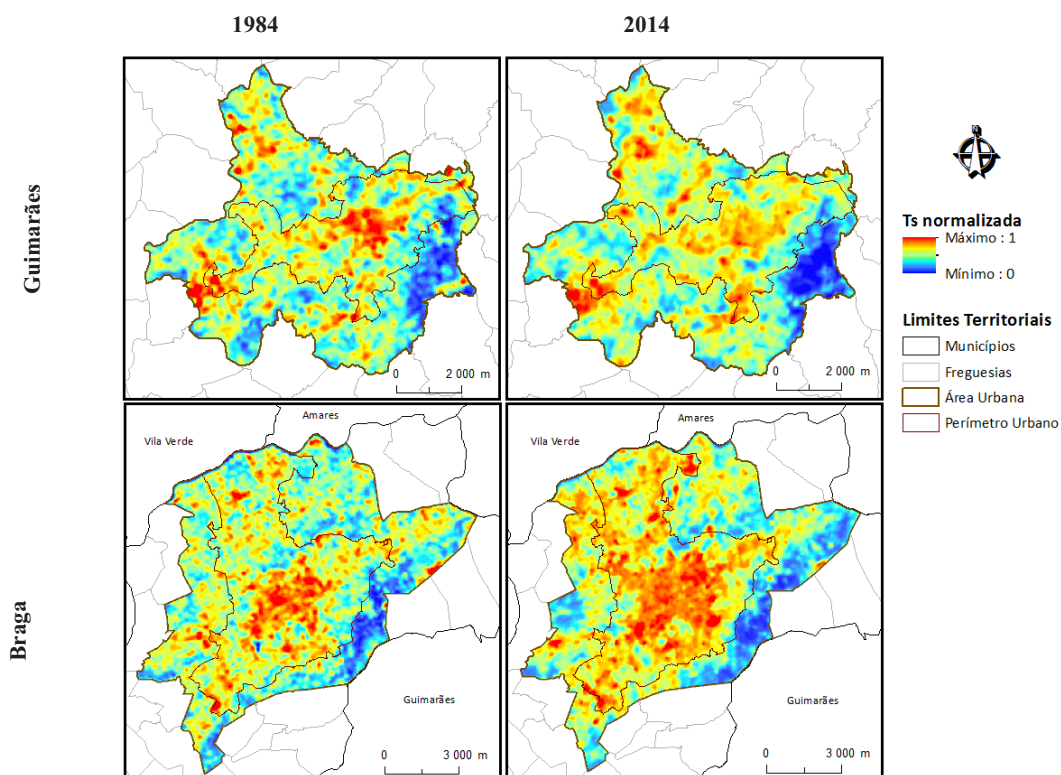 1984
2014
Guimarães
0 2 000 m
0 2 000 m
N
Ts normalizada
Máximo : 1
Mínimo : 0
Limites Territoriais
Municípios
Freguesias
Área Urbana
Perímetro Urbano
Braga
Amares
Vila Verde
Guimarães
0 3 000 m
Amares
Vila Verde
Guimarães
0 3 000 m